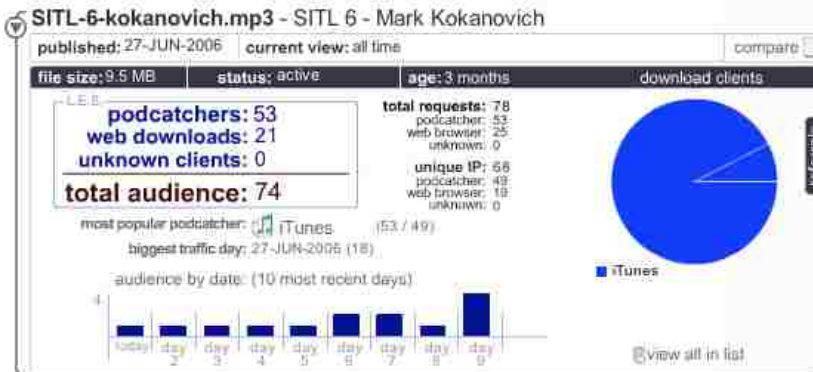 SITL-6-kokanovich.mp3 - SITL 6 - Mark Kokanovich
published: 27-JUN-2006 current view: all time compare
file size: 9.5 MB status: active age: 3 months download clients
L.E.S.
podcatchers: 53
web downloads: 21
unknown clients: 0
total audience: 74
total requests: 78
podcatcher: 53
web browser: 25
unknown: 0
unique IP: 68
podcatcher: 49
web browser: 19
unknown: 0
most popular podcatcher: iTunes (53 / 49)
biggest traffic day: 27-JUN-2006 (18)
iTunes
audience by date: (10 most recent days)
4
today day 2 day 3 day 4 day 5 day 6 day 7 day 8 day 9
view all in list